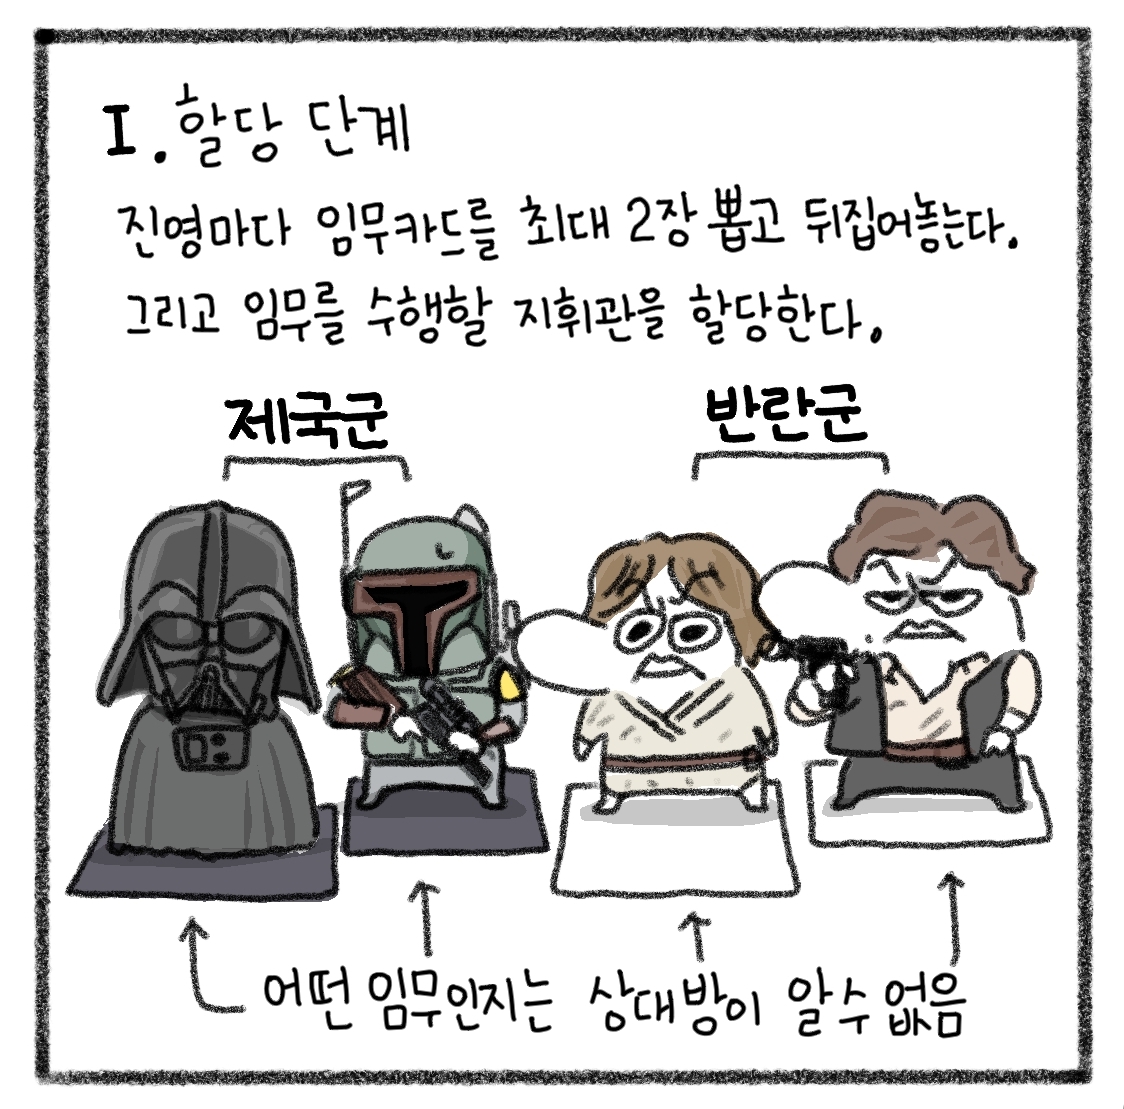 I. 할당 단계
진영마다 임무카드를 최대 2장 뽑고 뒤집어놓는다.
그리고 임무를 수행할 지휘관을 할당한다.
제국군
반란군
어떤 임무인지는 상대방이 알수 없음